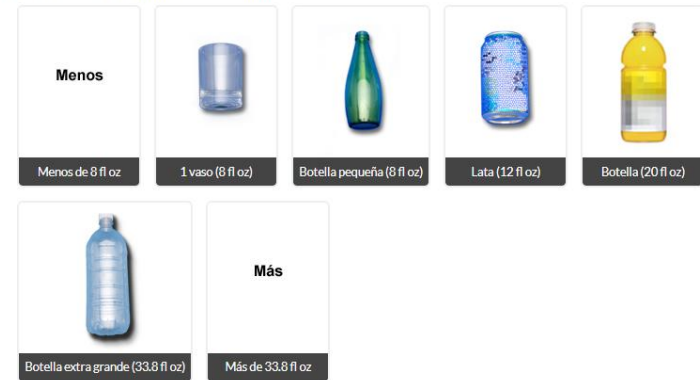 Menos
Menos de 8 fl oz
1 vaso (8 fl oz)
Botella pequeña (8 fl oz)
Lata (12 fl oz)
Botella (20 fl oz)
Botella extra grande (33.8 fl oz)
Más
Más de 33.8 fl oz